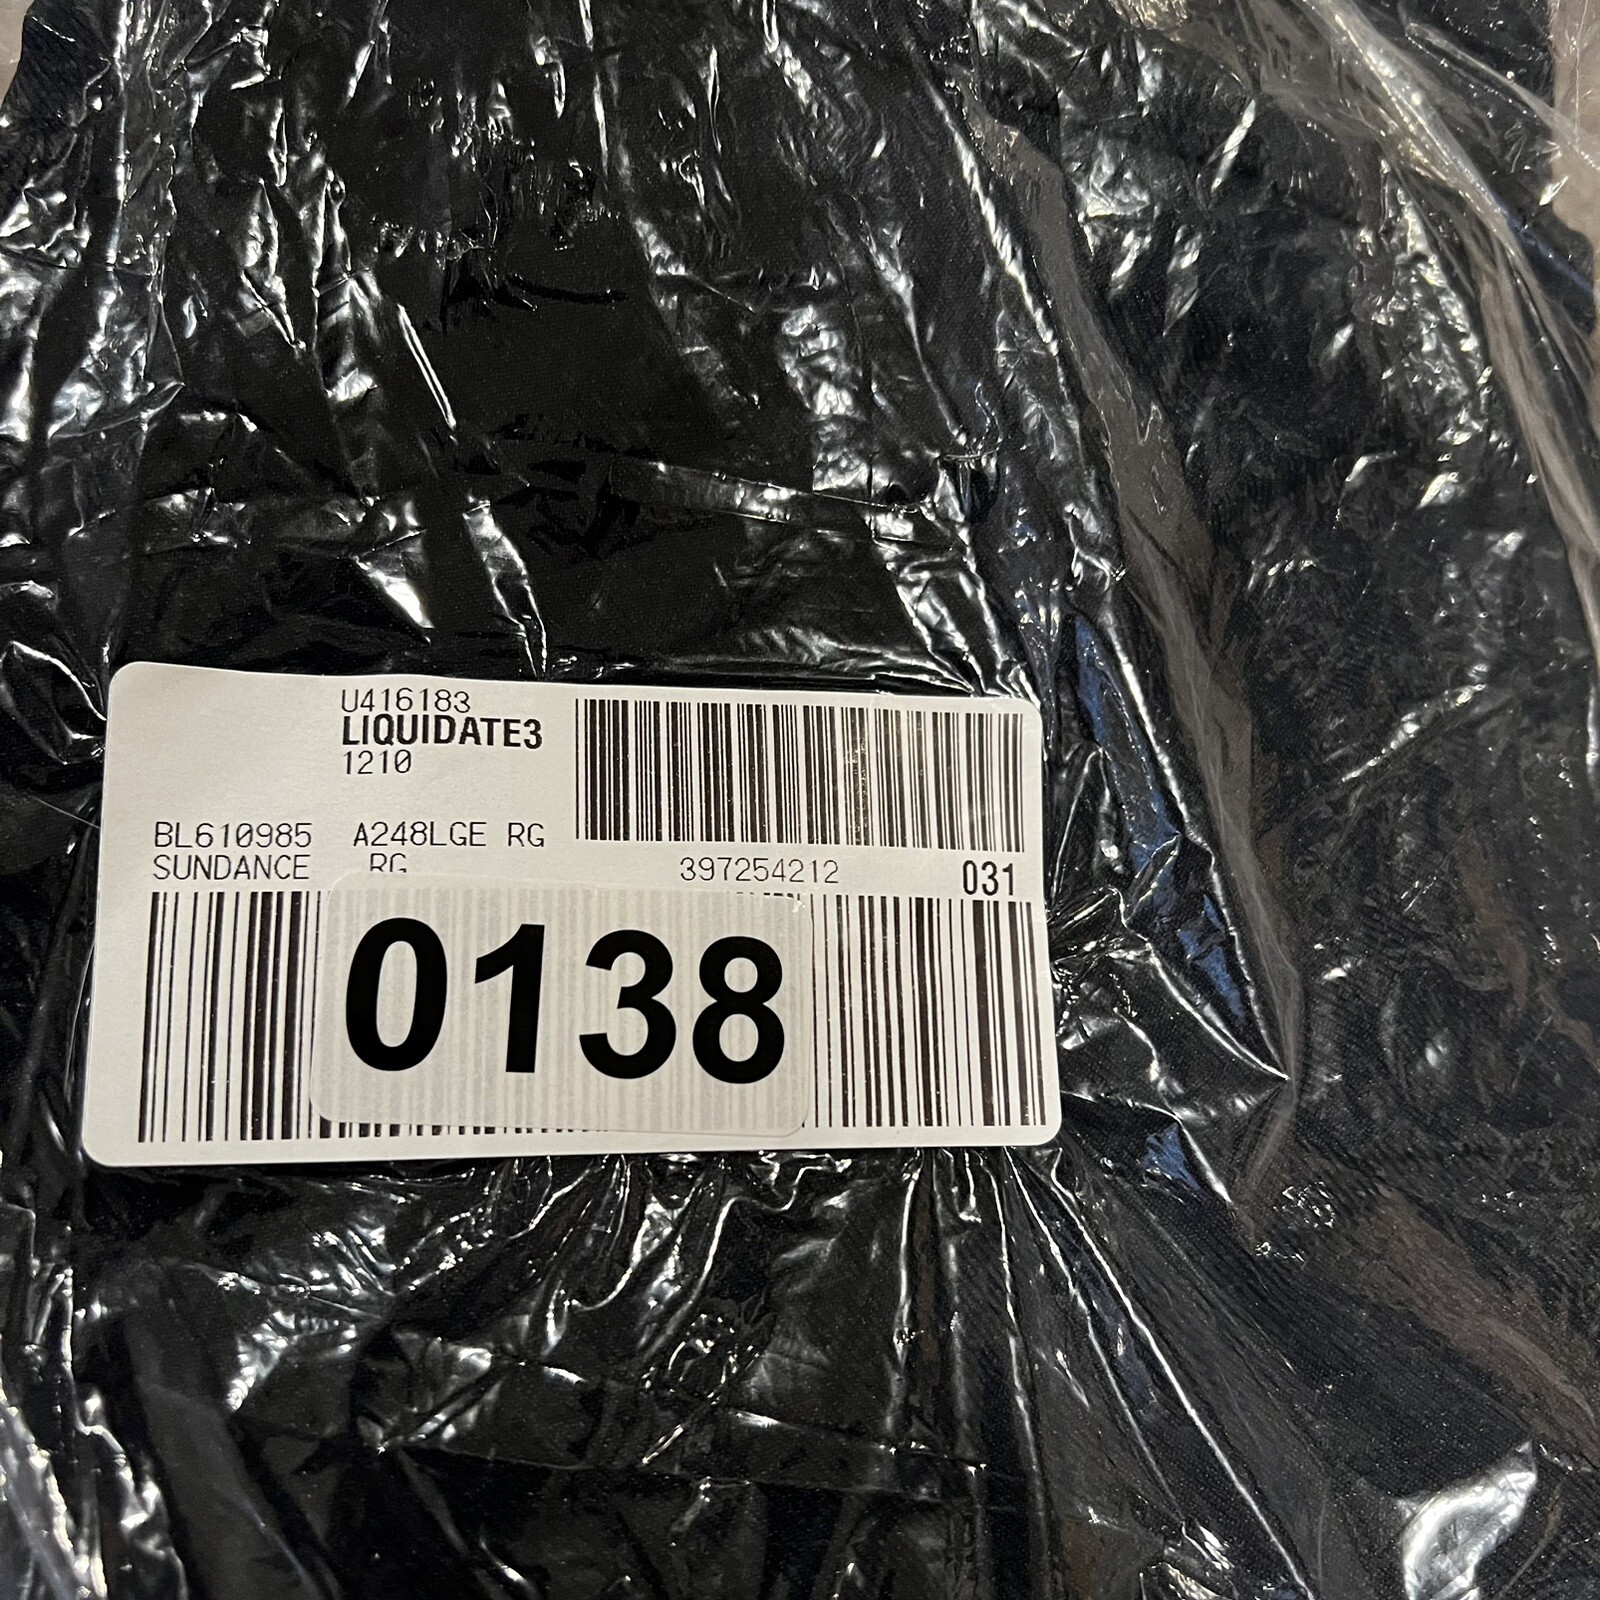 U416183
LIQUIDATE3
1210
BL610985 A248LGE RG
SUNDANCE RG
397254212
031
0138